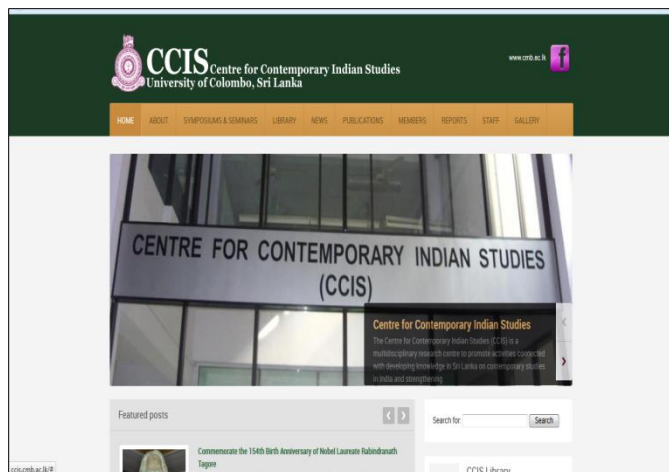 CCIS Centre for Contemporary Indian Studies
University of Colombo, Sri Lanka
www.cmb.ac.lk f
HOME ABOUT SYMPOSIUMS & SEMINARS LIBRARY NEWS PUBLICATIONS MEMBERS REPORTS STAFF GALLERY
CENTRE FOR CONTEMPORARY INDIAN STUDIES
(CCIS)
Centre for Contemporary Indian Studies
The Centre for Contemporary Indian Studies (CCIS) is a
multidisciplinary research centre to promote activities connected
with developing knowledge in Sri Lanka on contemporary studies
in India and strengthening
Featured posts
Search for: Search
Commemorate the 154th Birth Anniversary of Nobel Laureate Rabindranath
Tagore
CCIS Library
ccis.cmb.ac.lk/#